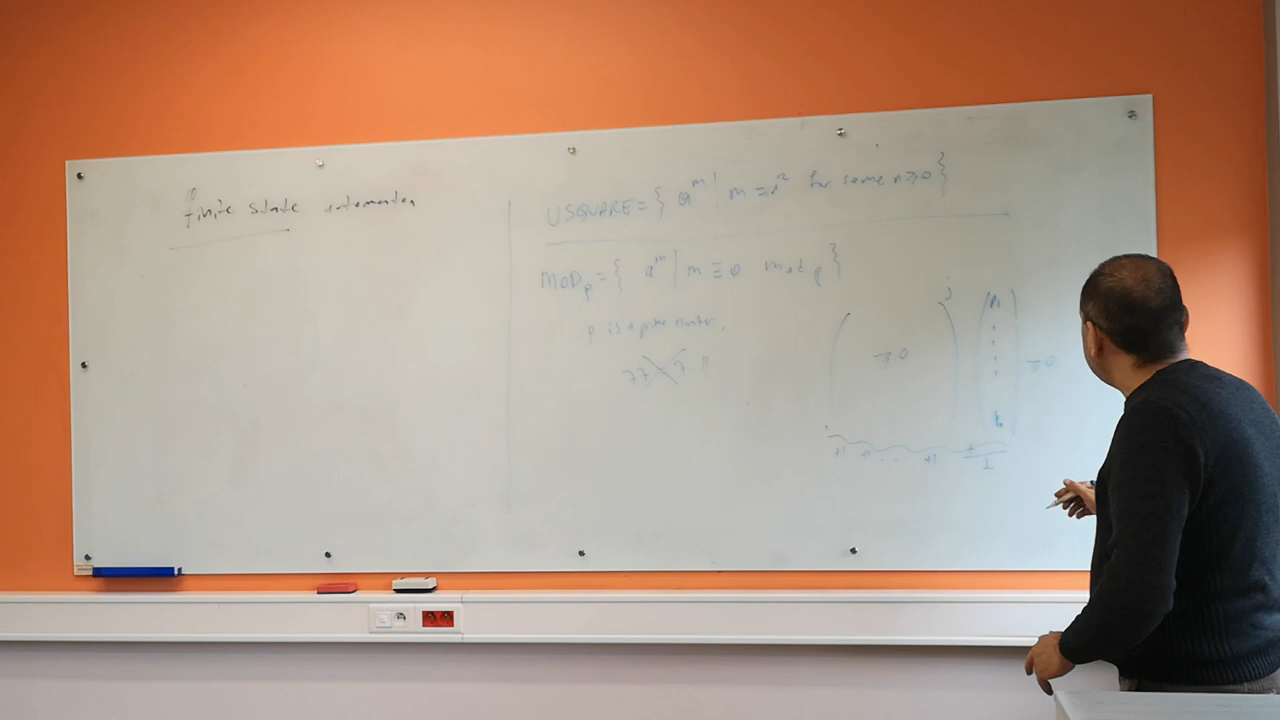 finite state automaton
USQUARE = { a^m | m = n^2 for some n ≥ 0 }
MOD_p = { a^m | m ≡ 0 mod p }
p is a prime number.
( ≥ 0 )^j ( p_1 ⋮ ) ≥ 0
+1 +1 . . . +1